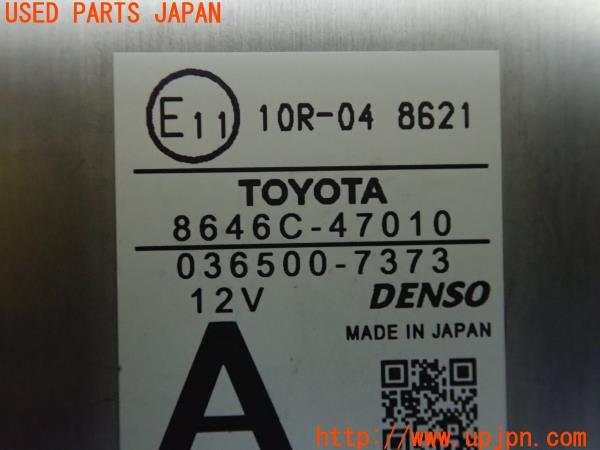 USED PARTS JAPAN
E11 10R-04 8621
TOYOTA
8646C-47010
036500-7373
12V DENSO
MADE IN JAPAN
A
http://www.upjpn.com